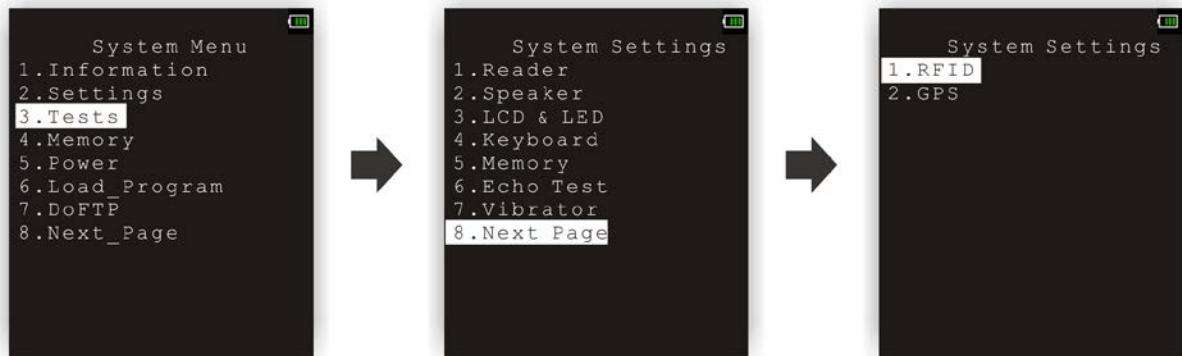 System Menu
1.Information
2.Settings
3.Tests
4.Memory
5.Power
6.Load_Program
7.DoFTP
8.Next_Page
System Settings
1.Reader
2.Speaker
3.LCD & LED
4.Keyboard
5.Memory
6.Echo Test
7.Vibrator
8.Next Page
System Settings
1.RFID
2.GPS